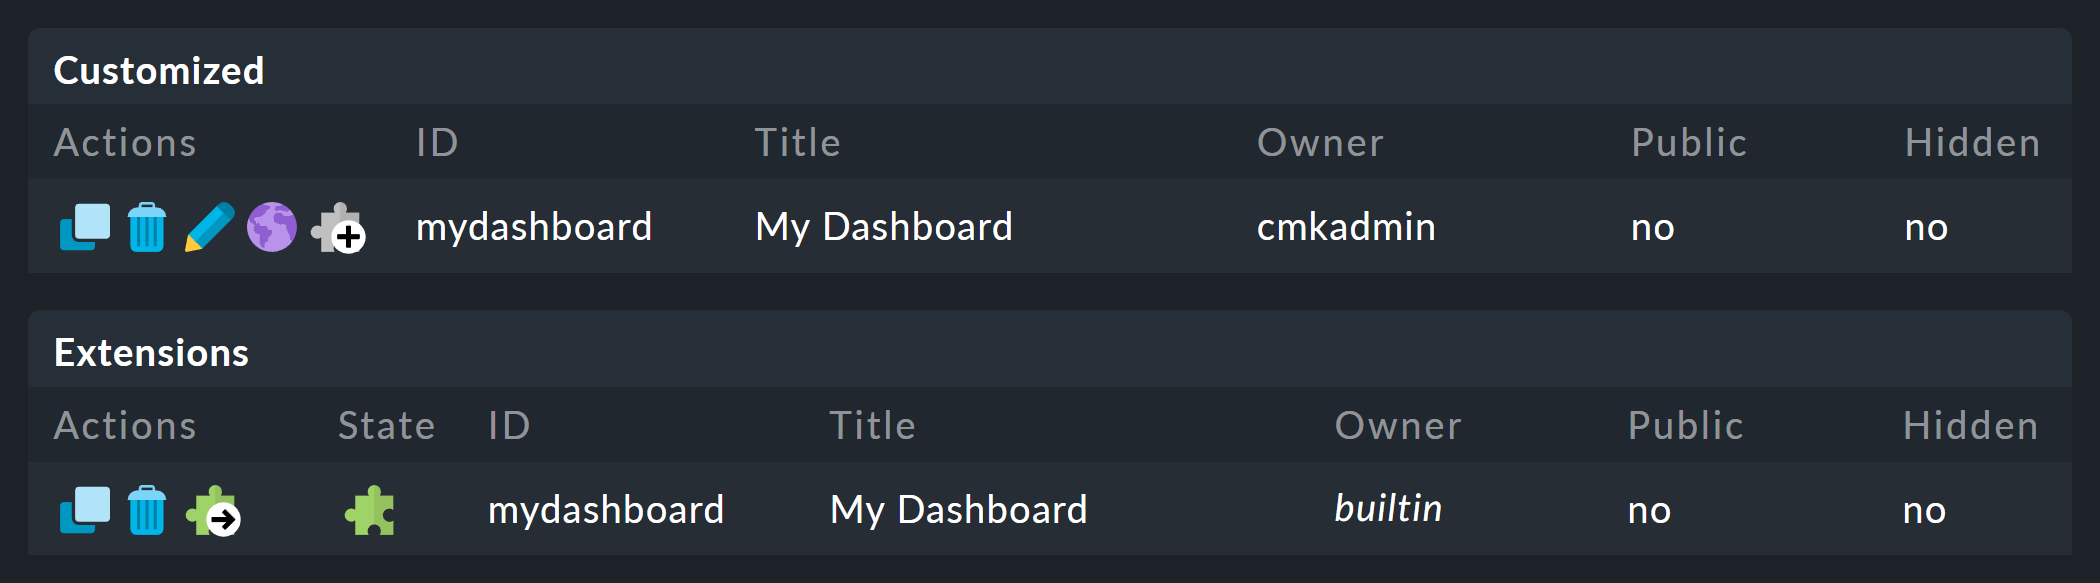 Customized
Actions ID Title Owner Public Hidden
mydashboard My Dashboard cmkadmin no no
Extensions
Actions State ID Title Owner Public Hidden
mydashboard My Dashboard builtin no no